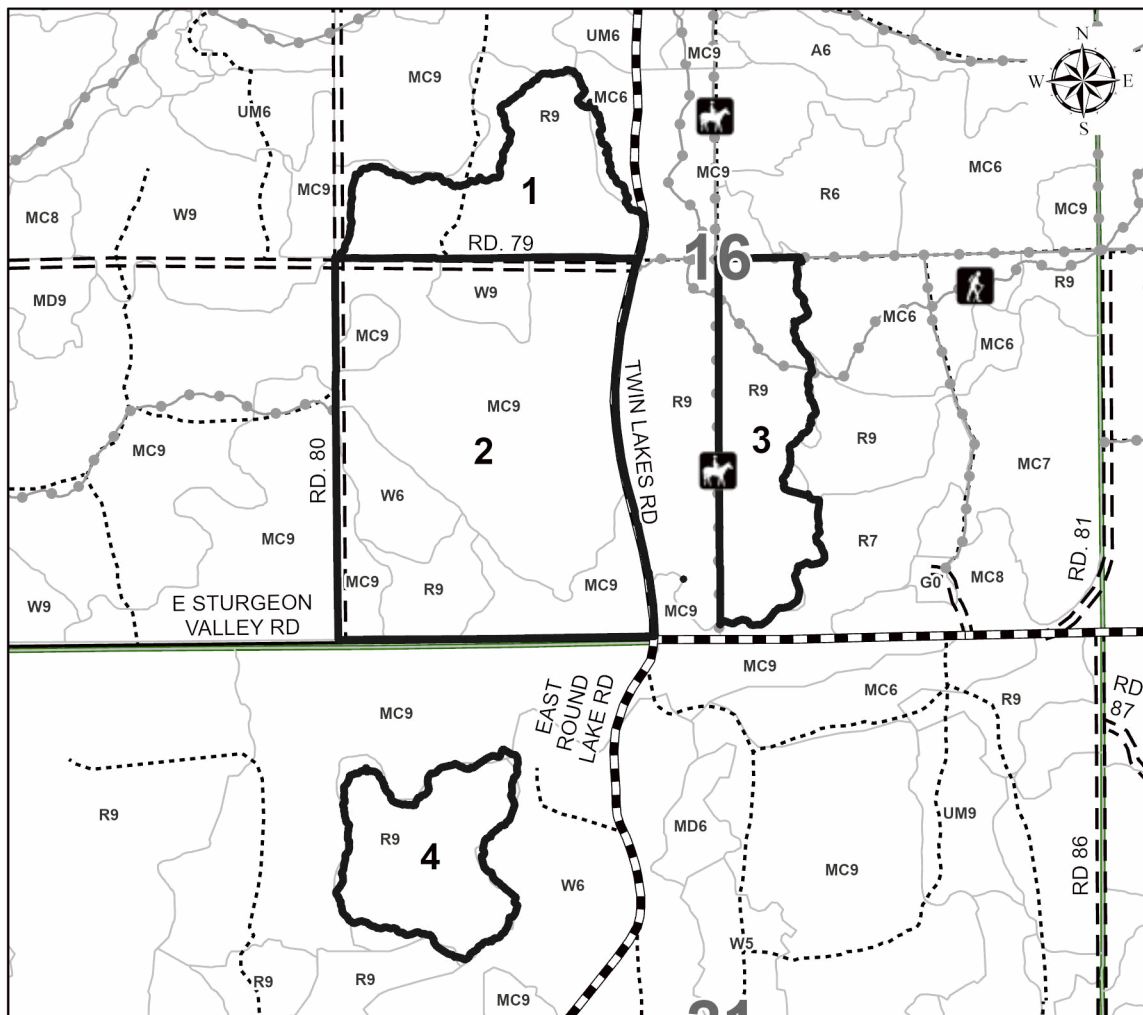 N
W
E
S
UM6
MC9
A6
MC9
MC6
R9
UM6
MC6
MC9
MC9
R6
1
MC8
W9
MC9
RD. 79
16
MD9
W9
R9
MC6
MC9
MC6
MC9
R9
R9
R9
TWIN LAKES RD
2
3
MC9
RD. 80
MC7
W6
MC9
R7
RD. 81
MC9
R9
MC9
G0
MC8
W9
MC9
E STURGEON
VALLEY RD
MC9
MC6
R9
RD
87
EAST
ROUND
LAKE RD
MC9
R9
MD6
UM9
R9
4
W6
MC9
RD 86
W5
R9
R9
MC9